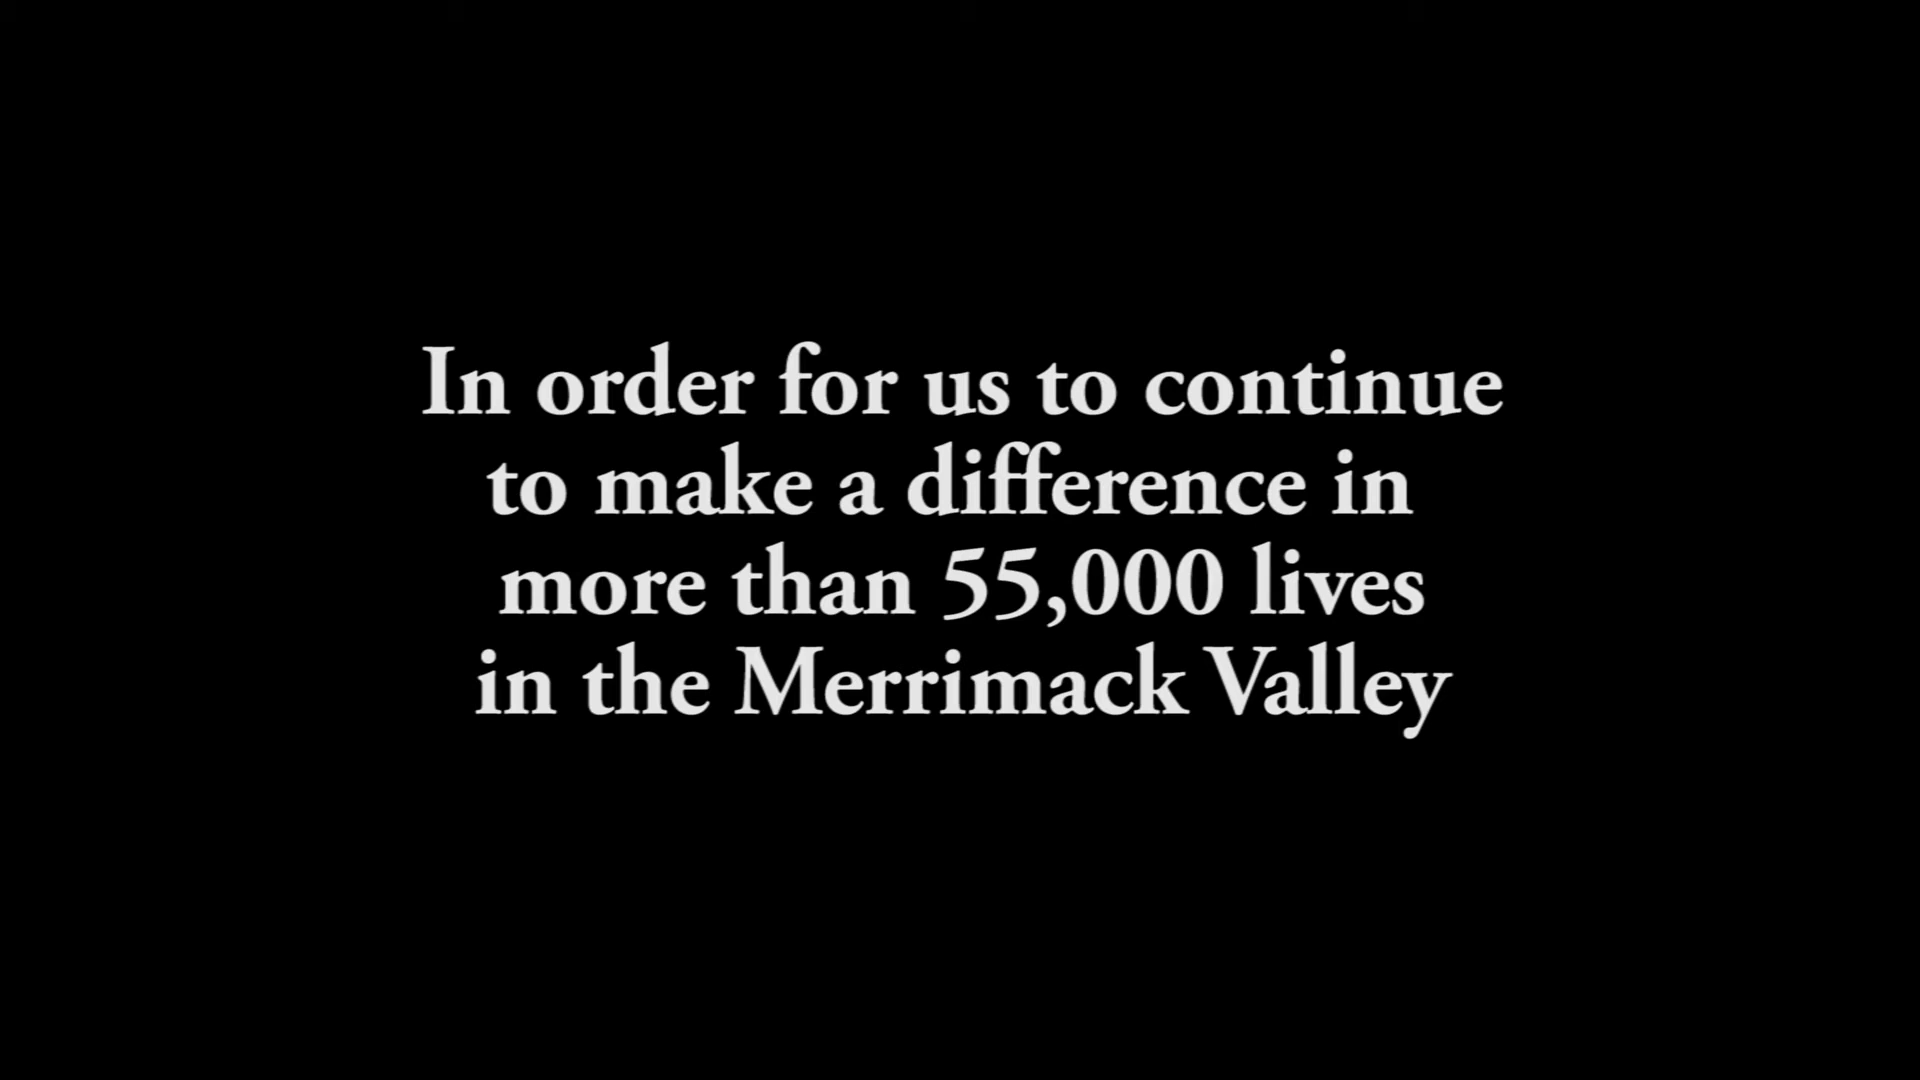 In order for us to continue
to make a difference in
more than 55,000 lives
in the Merrimack Valley